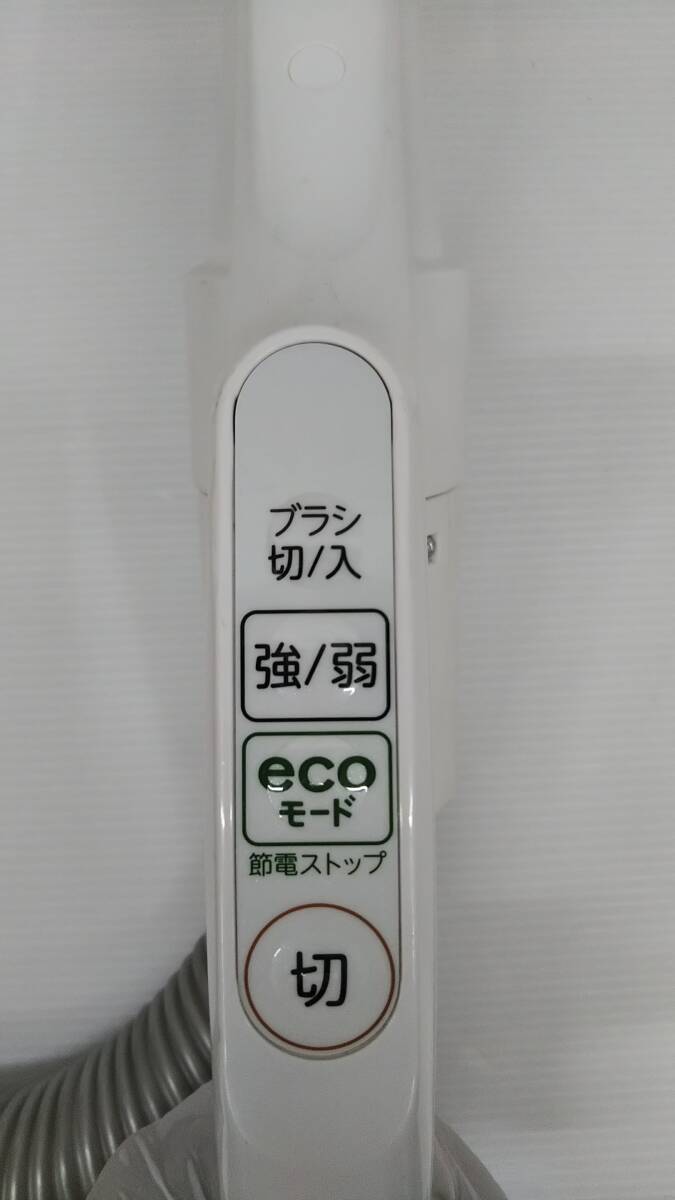 ブラシ
切/入
強/弱
eco
モード
節電ストップ
切